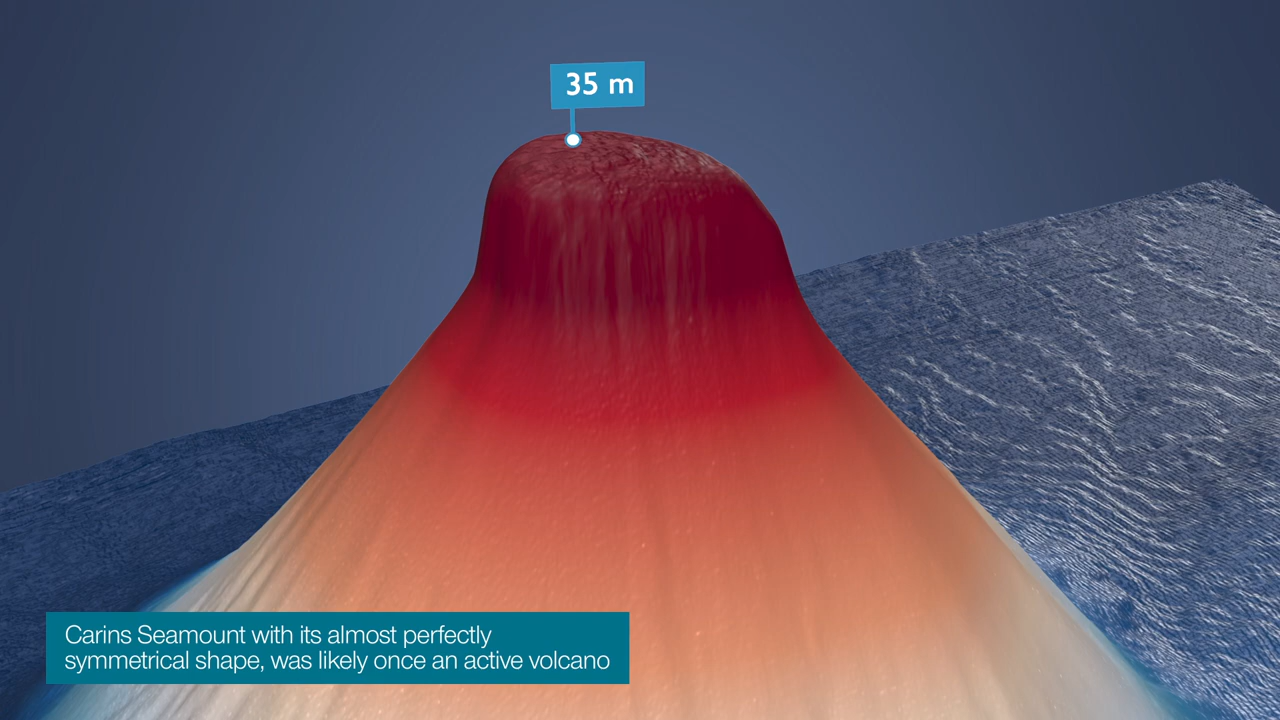 35 m
Carins Seamount with its almost perfectly
symmetrical shape, was likely once an active volcano